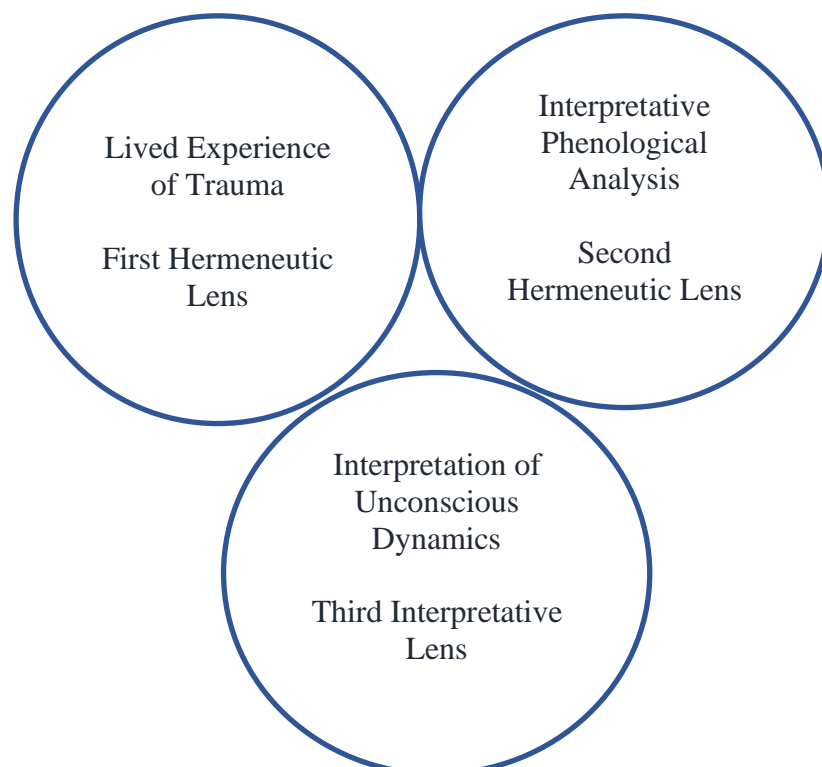 Lived Experience
of Trauma
First Hermeneutic
Lens
Interpretative
Phenological
Analysis
Second
Hermeneutic Lens
Interpretation of
Unconscious
Dynamics
Third Interpretative
Lens